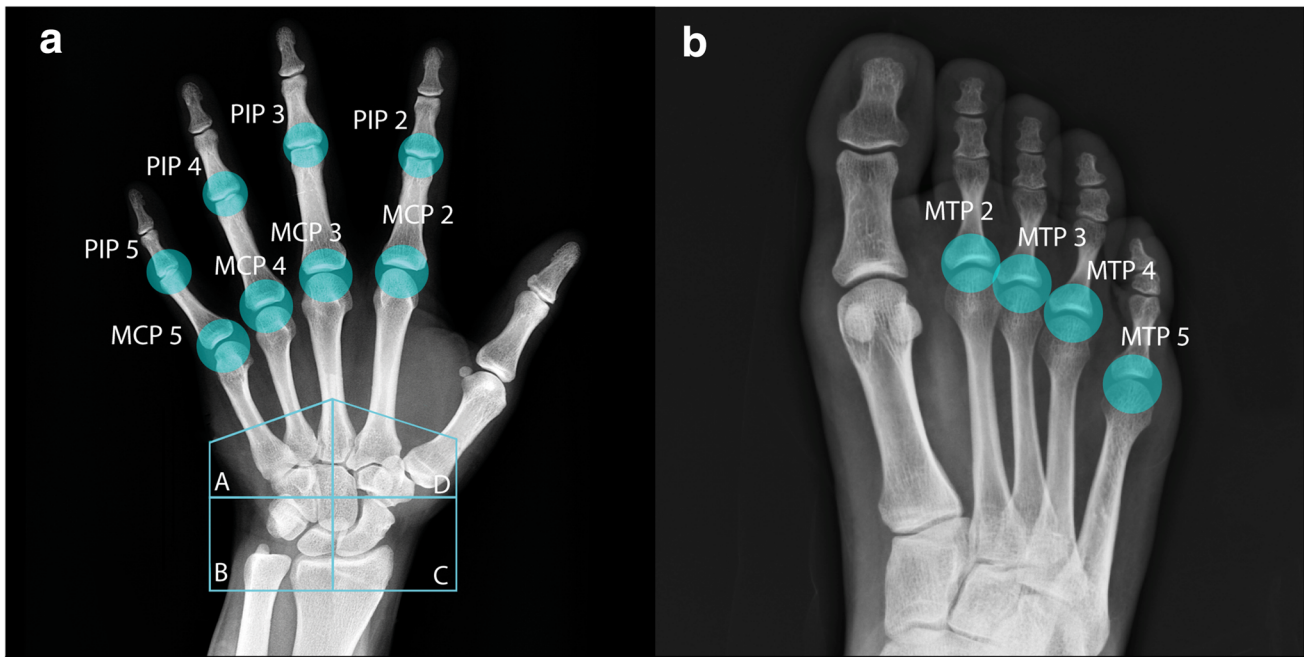 a
PIP 3
PIP 2
PIP 4
MCP 2
MCP 3
PIP 5
MCP 4
MCP 5
A
D
B
C
b
MTP 2
MTP 3
MTP 4
MTP 5